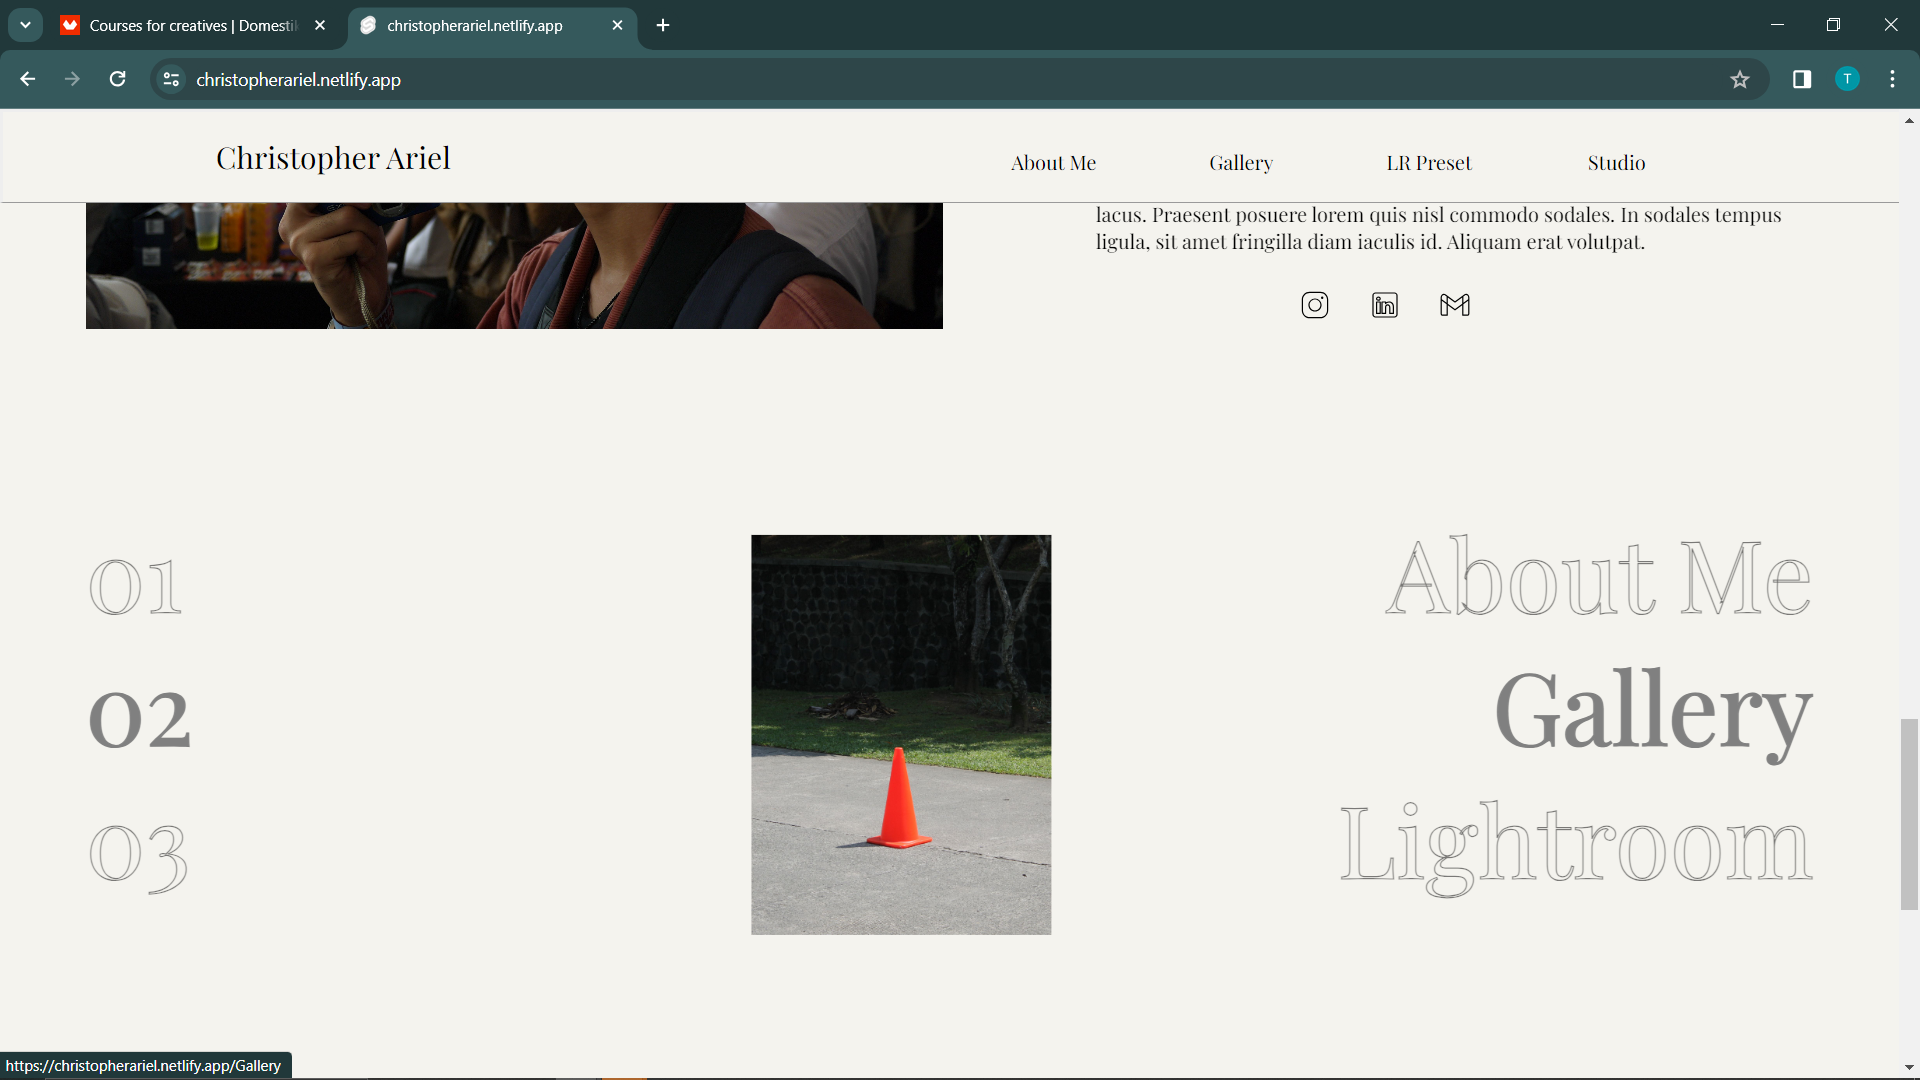 Courses for creatives | Domesti
christopherariel.netlify.app
christopherariel.netlify.app
T
Christopher Ariel
About Me
Gallery
LR Preset
Studio
lacus. Praesent posuere lorem quis nisl commodo sodales. In sodales tempus
ligula, sit amet fringilla diam iaculis id. Aliquam erat volutpat.
in
01
About Me
02
Gallery
03
Lightroom
https://christopherariel.netlify.app/Gallery